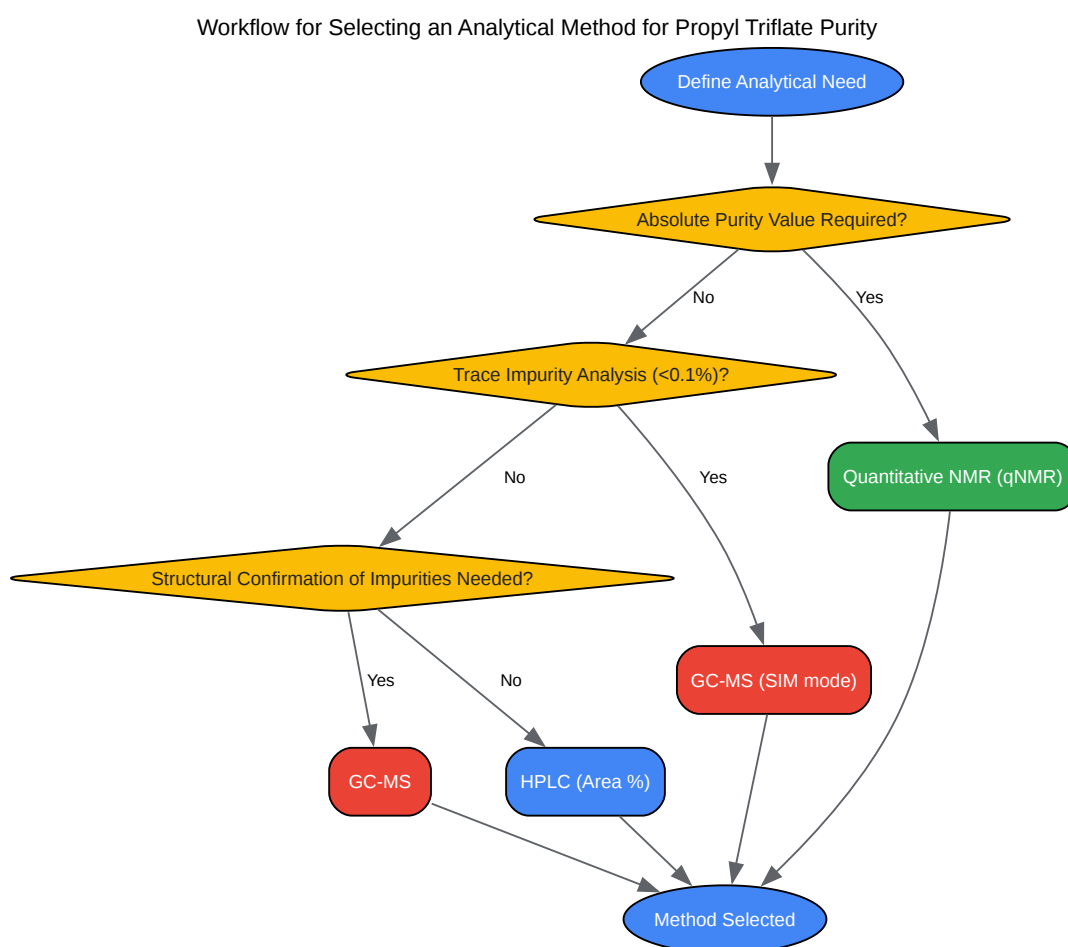 Workflow for Selecting an Analytical Method for Propyl Triflate Purity
Define Analytical Need
Absolute Purity Value Required?
No
Yes
Trace Impurity Analysis (<0.1%)?
No
Yes
Quantitative NMR (qNMR)
Structural Confirmation of Impurities Needed?
Yes
No
GC-MS (SIM mode)
GC-MS
HPLC (Area %)
Method Selected